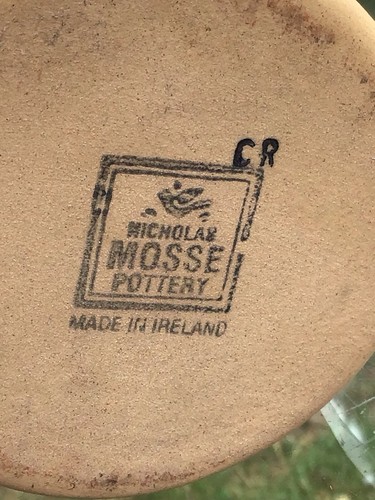 CR
NICHOLAS
MOSSE
POTTERY
MADE IN IRELAND